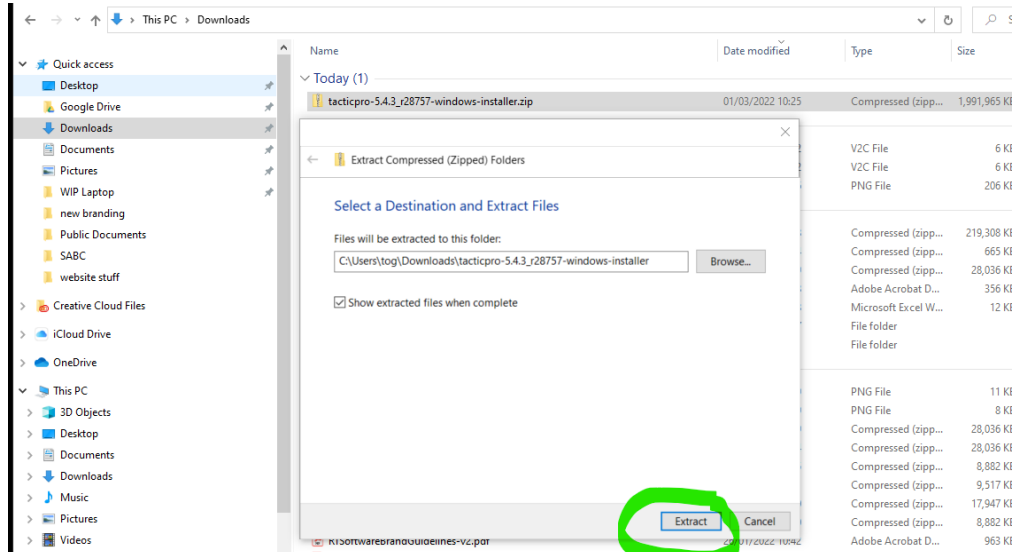 This PC > Downloads
Name Date modified Type Size
Quick access
Desktop
Google Drive
Downloads
Documents
Pictures
WIP Laptop
new branding
Public Documents
SABC
website stuff
Creative Cloud Files
iCloud Drive
OneDrive
This PC
3D Objects
Desktop
Documents
Downloads
Music
Pictures
Videos
Today (1)
tacticpro-5.4.3_r28757-windows-installer.zip 01/03/2022 10:25 Compressed (zipp... 1,991,965 KB
Extract Compressed (Zipped) Folders
Select a Destination and Extract Files
Files will be extracted to this folder:
C:\Users\tog\Downloads\tacticpro-5.4.3_r28757-windows-installer Browse...
Show extracted files when complete
Extract Cancel
V2C File 6 KB
V2C File 6 KB
PNG File 206 KB
Compressed (zipp... 219,308 KB
Compressed (zipp... 665 KB
Compressed (zipp... 28,036 KB
Adobe Acrobat D... 356 KB
Microsoft Excel W... 12 KB
File folder
File folder
PNG File 11 KB
PNG File 8 KB
Compressed (zipp... 28,036 KB
Compressed (zipp... 28,036 KB
Compressed (zipp... 8,882 KB
Compressed (zipp... 9,517 KB
Compressed (zipp... 17,947 KB
Compressed (zipp... 8,882 KB
RTSoftwareBrandGuidelines-v2.pdf 26/01/2022 10:42 Adobe Acrobat D... 963 KB